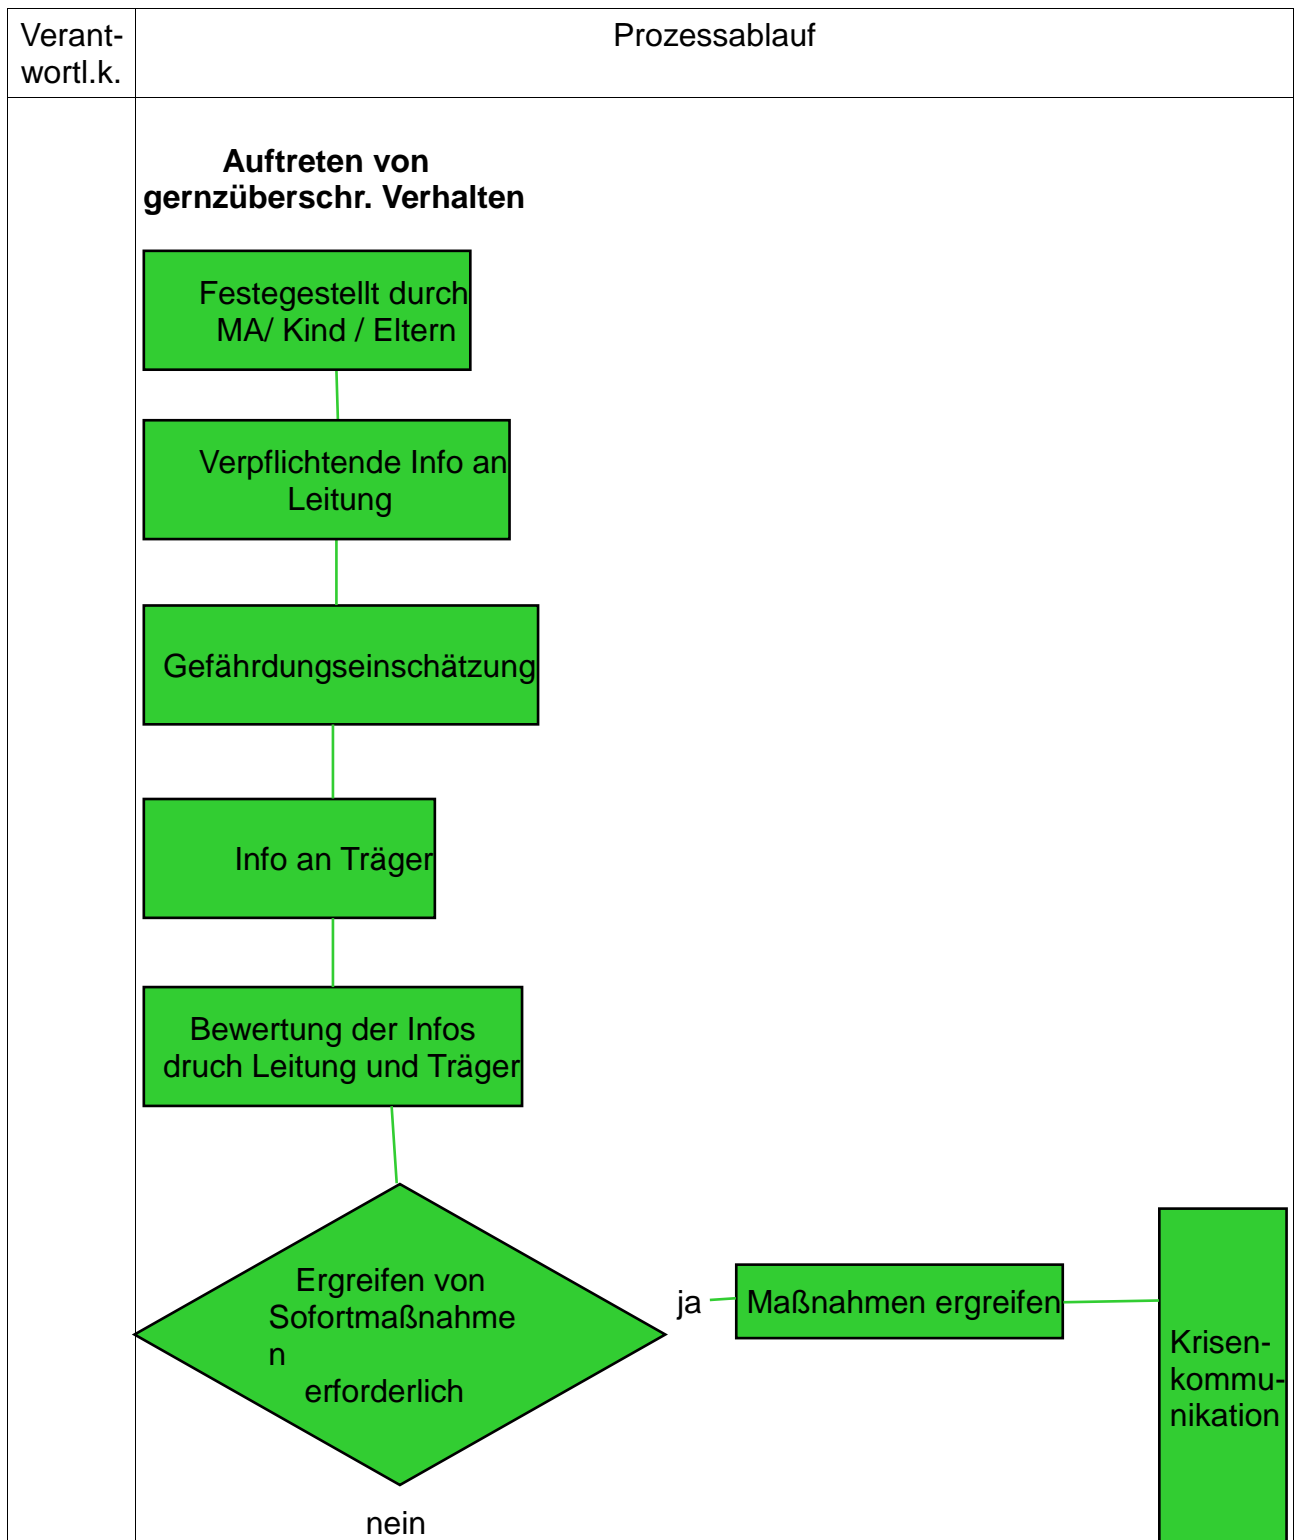 Verant-
wortl.k.
Prozessablauf
Auftreten von
gernzüberschr. Verhalten
Festegestellt durch
MA/ Kind / Eltern
Verpflichtende Info an
Leitung
Gefährdungseinschätzung
Info an Träger
Bewertung der Infos
druch Leitung und Träger
Ergreifen von
Sofortmaßnahme
n
erforderlich
ja
Maßnahmen ergreifen
Krisen-
kommu-
nikation
nein